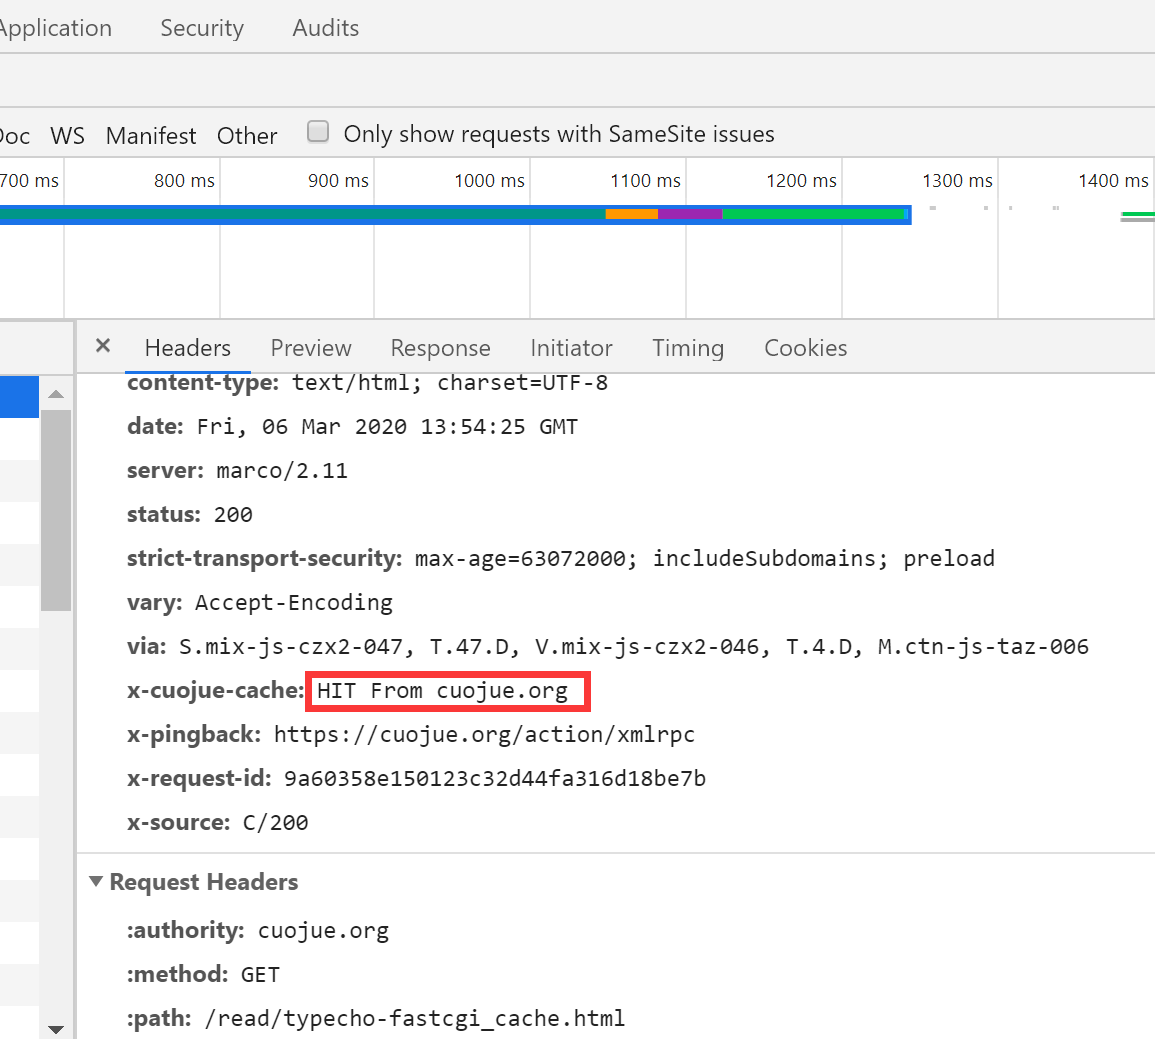 Application Security Audits
Doc WS Manifest Other Only show requests with SameSite issues
700 ms 800 ms 900 ms 1000 ms 1100 ms 1200 ms 1300 ms 1400 ms
× Headers Preview Response Initiator Timing Cookies
content-type: text/html; charset=UTF-8
date: Fri, 06 Mar 2020 13:54:25 GMT
server: marco/2.11
status: 200
strict-transport-security: max-age=63072000; includeSubdomains; preload
vary: Accept-Encoding
via: S.mix-js-czx2-047, T.47.D, V.mix-js-czx2-046, T.4.D, M.ctn-js-taz-006
x-cuojue-cache: HIT From cuojue.org
x-pingback: https://cuojue.org/action/xmlrpc
x-request-id: 9a60358e150123c32d44fa316d18be7b
x-source: C/200
Request Headers
:authority: cuojue.org
:method: GET
:path: /read/typecho-fastcgi_cache.html